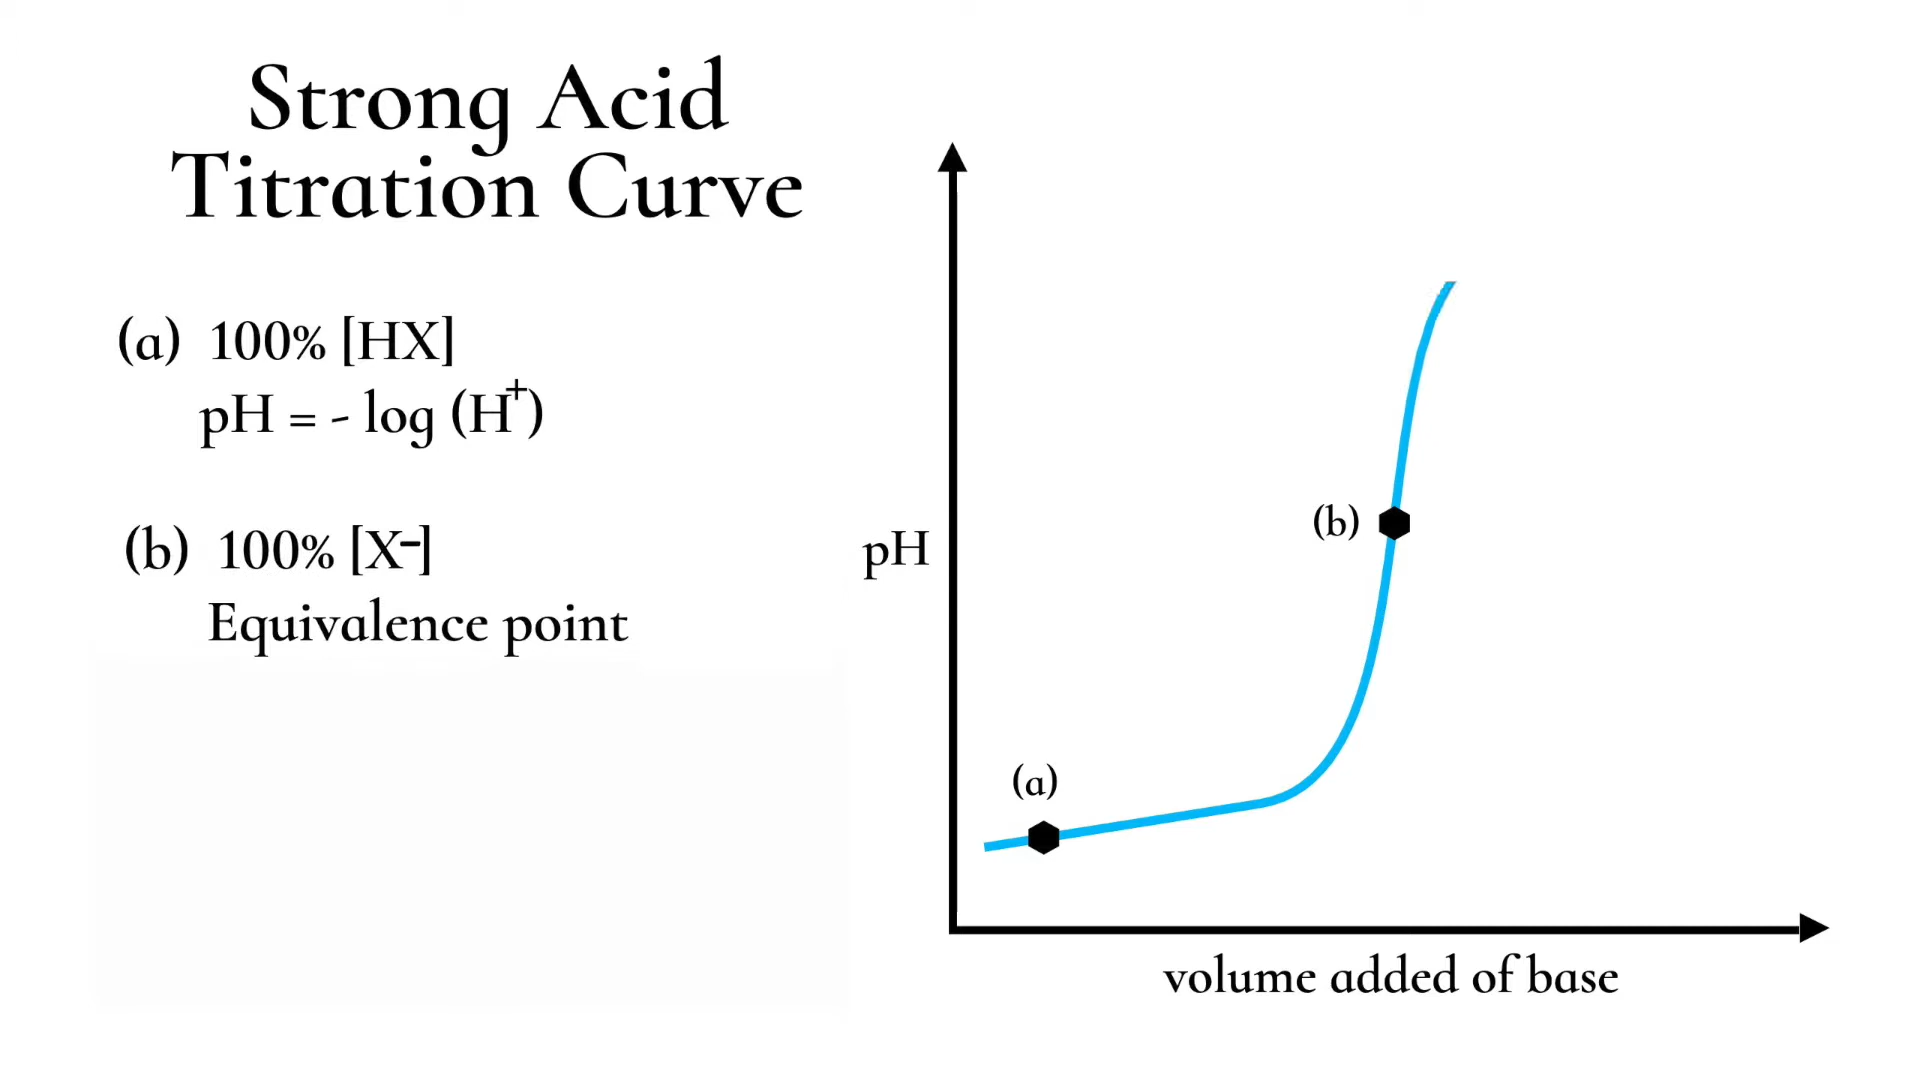 Strong Acid
Titration Curve
(a) 100% [HX]
pH = - log (H⁺)
(b) 100% [X–]
Equivalence point
pH
(a)
(b)
volume added of base